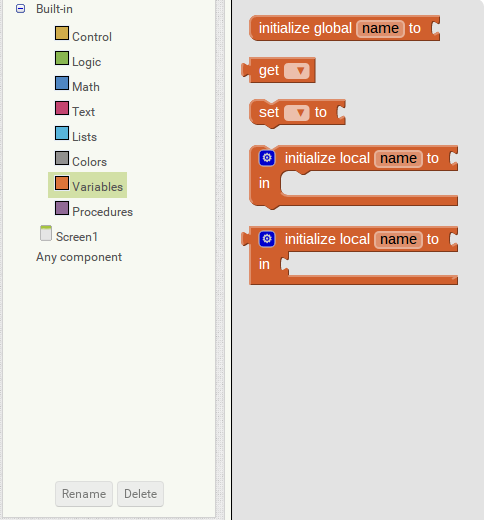 Built-in
Control
Logic
Math
Text
Lists
Colors
Variables
Procedures
Screen1
Any component
Rename Delete
initialize global name to
get
set to
initialize local name to
in
initialize local name to
in